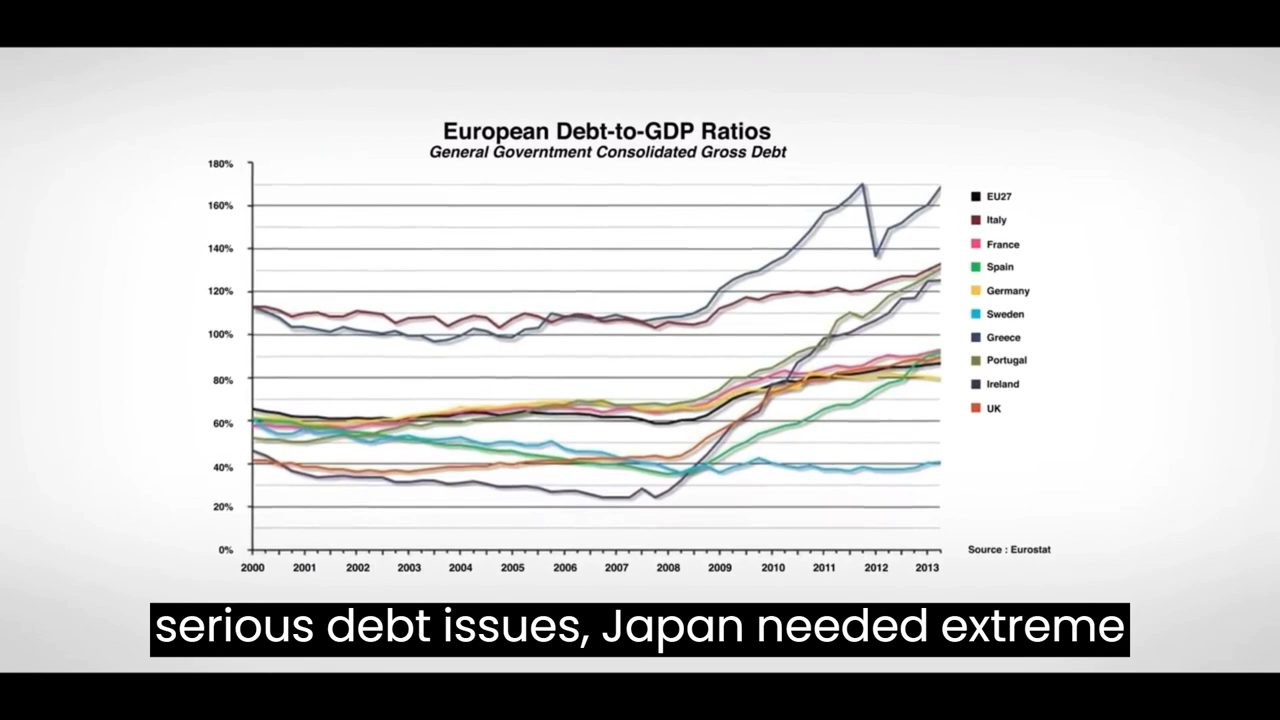 European Debt-to-GDP Ratios
General Governtment Consolidated Gross Debt
180%
160%
140%
120%
100%
80%
60%
40%
20%
0%
2000 2001 2002 2003 2004 2005 2006 2007 2008 2009 2010 2011 2012 2013
EU27
Italy
France
Spain
Germany
Sweden
Greece
Portugal
Ireland
UK
Source : Eurostat
serious debt issues, Japan needed extreme